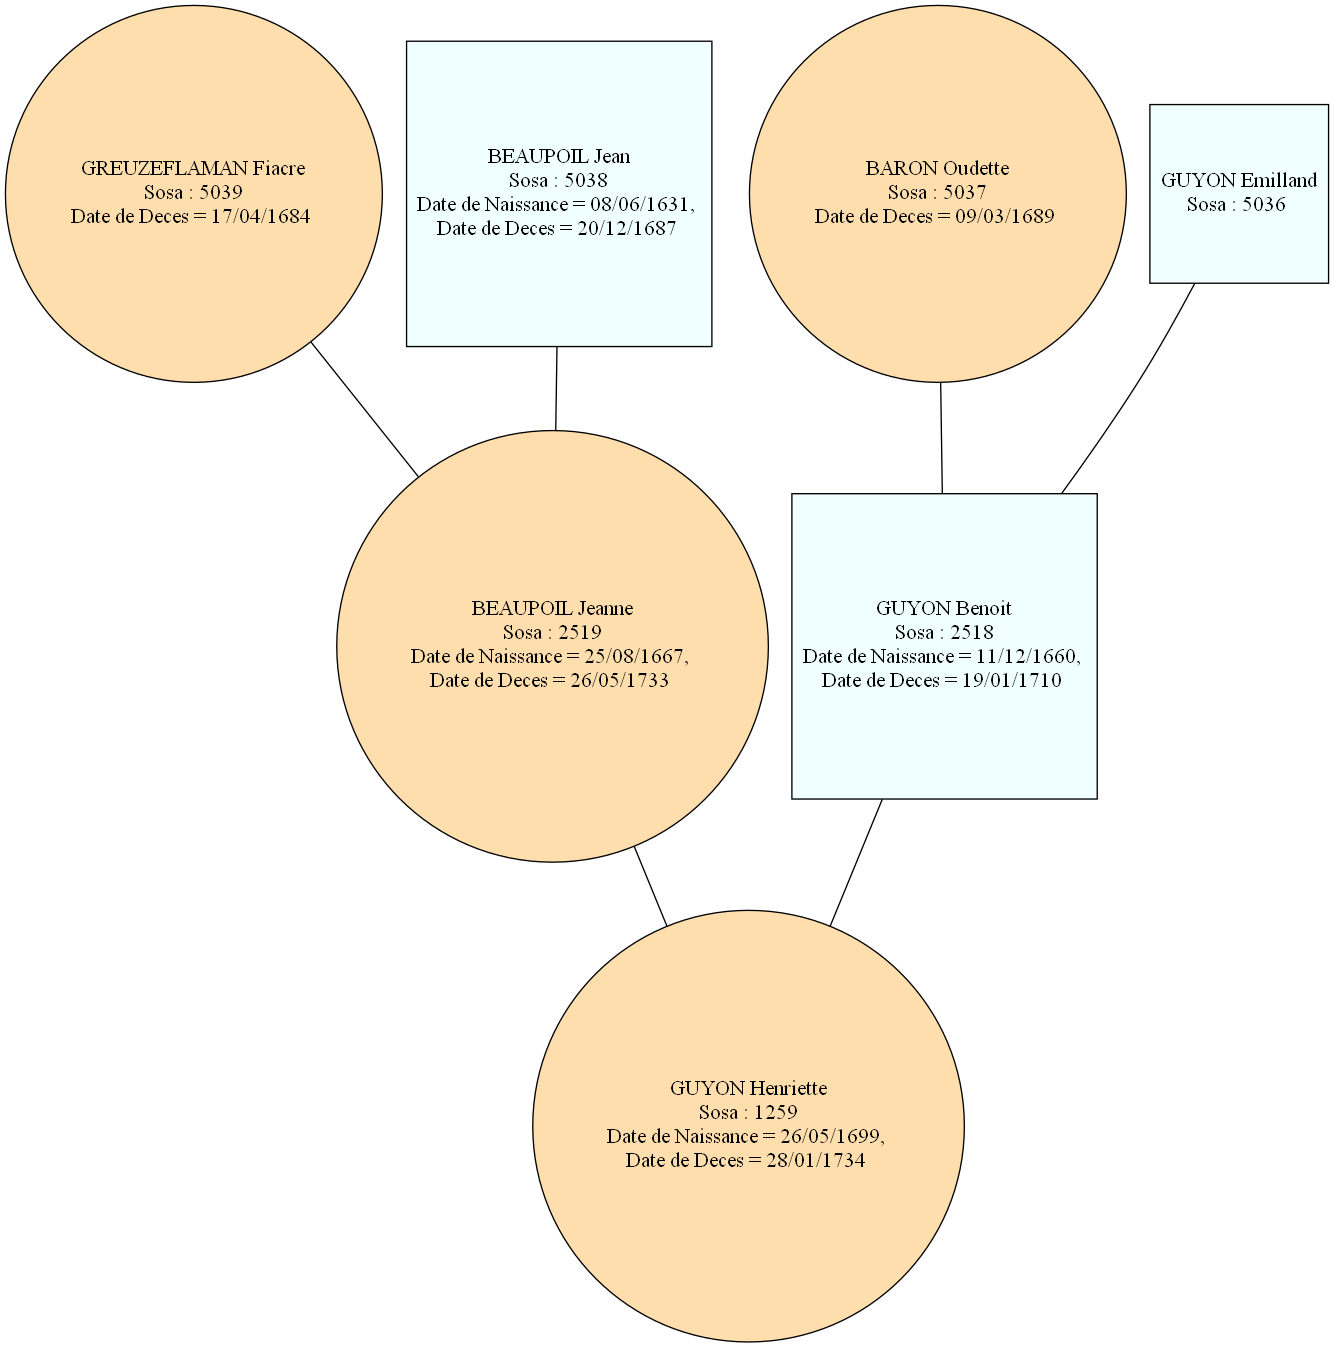 GREUZEFLAMAN Fiacre
Sosa : 5039
Date de Deces = 17/04/1684
BEAUPOIL Jean
Sosa : 5038
Date de Naissance = 08/06/1631,
Date de Deces = 20/12/1687
BARON Oudette
Sosa : 5037
Date de Deces = 09/03/1689
GUYON Emilland
Sosa : 5036
BEAUPOIL Jeanne
Sosa : 2519
Date de Naissance = 25/08/1667,
Date de Deces = 26/05/1733
GUYON Benoit
Sosa : 2518
Date de Naissance = 11/12/1660,
Date de Deces = 19/01/1710
GUYON Henriette
Sosa : 1259
Date de Naissance = 26/05/1699,
Date de Deces = 28/01/1734